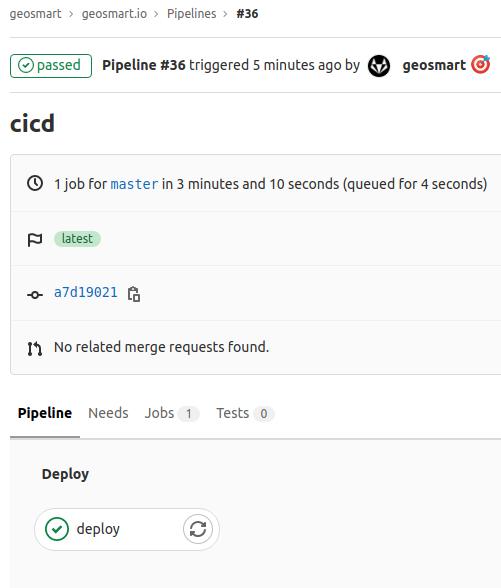 geosmart > geosmart.io > Pipelines > #36
passed Pipeline #36 triggered 5 minutes ago by geosmart
cicd
1 job for master in 3 minutes and 10 seconds (queued for 4 seconds)
latest
a7d19021
No related merge requests found.
Pipeline Needs Jobs 1 Tests 0
Deploy
deploy